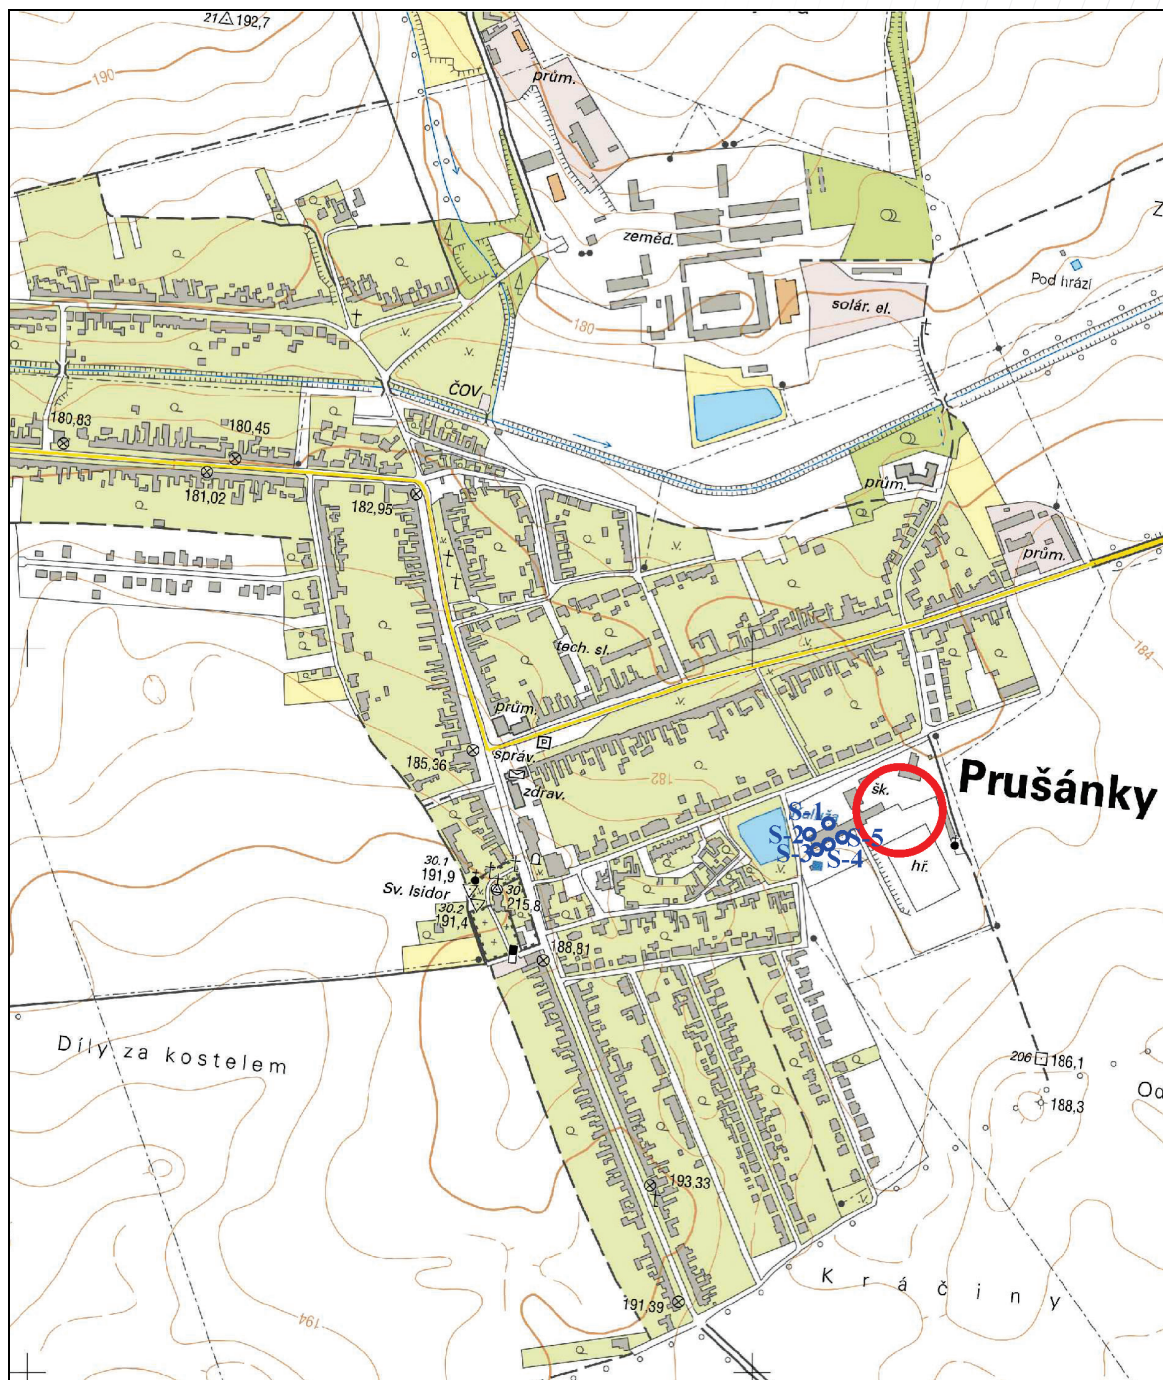 21 192,7
190
prům.
zeměd.
Z
Pod hrází
solár. el.
180
ČOV
180,83
180,45
181,02
182,95
prům.
prům.
184
tech. sl.
prům.
P
správ.
185,36
zdrav.
182
šk.
Prušánky
S-1
S-2
S-5
S-3
S-4
hř.
30.1
191,9
Sv. Isidor
30
215,8
30.2
191,4
188,81
Díly za kostelem
206 186,1
188,3
Od
193,33
Kráčiny
191,39
194